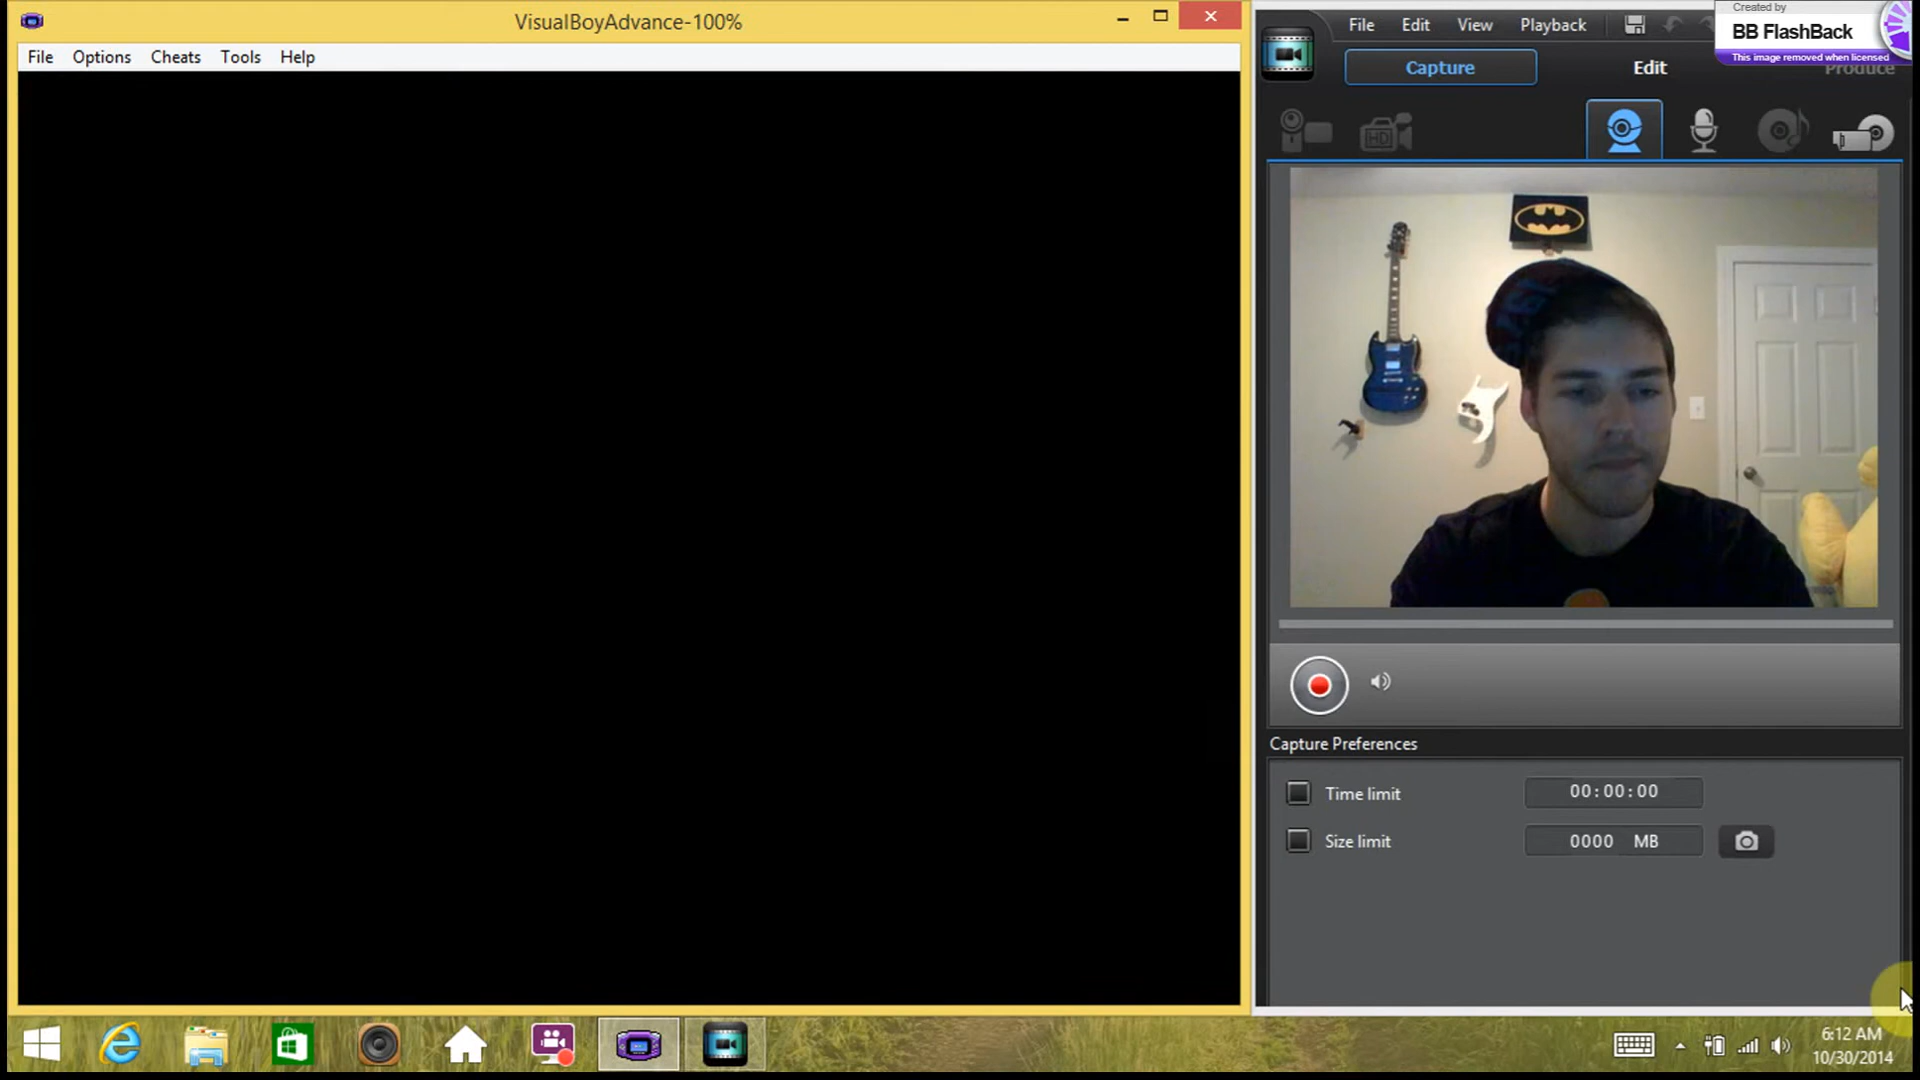 VisualBoyAdvance-100%
File Options Cheats Tools Help
File Edit View Playback
Created by
BB FlashBack
This image removed when licensed
Capture Edit Produce
HD
Capture Preferences
Time limit 00:00:00
Size limit 0000 MB
6:12 AM
10/30/2014